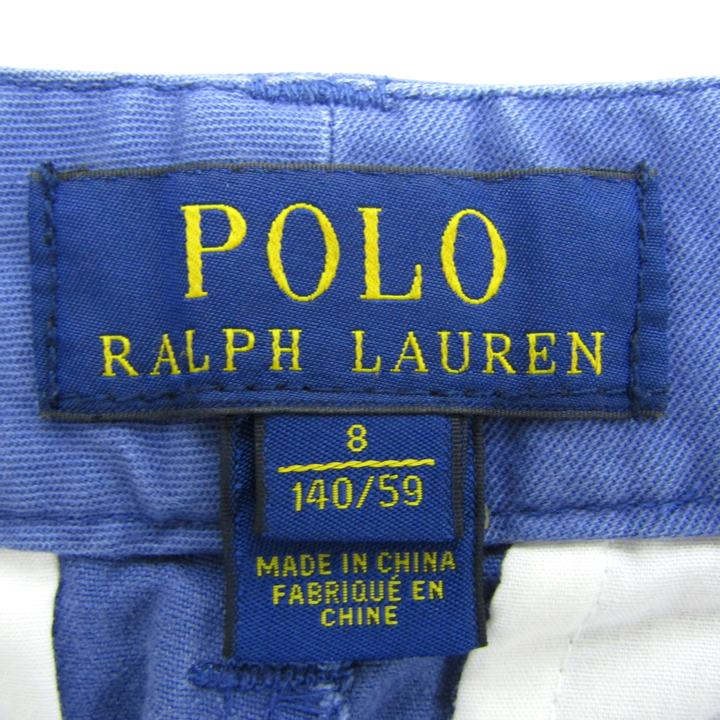 POLO
RALPH LAUREN
8
140/59
MADE IN CHINA
FABRIQUÉ EN
CHINE